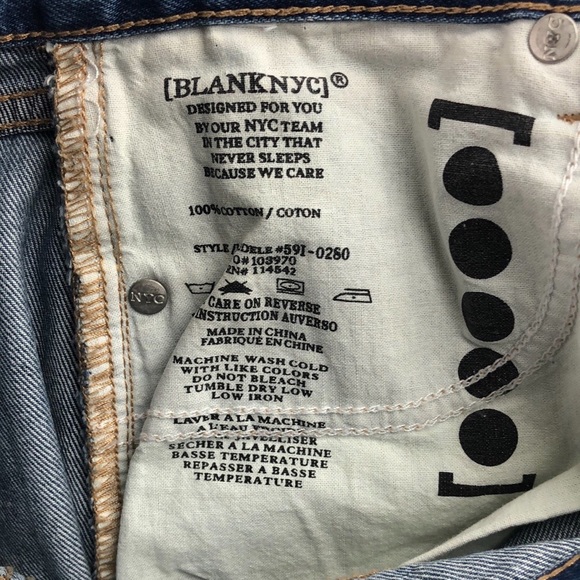 [BLANKNYC]®
DESIGNED FOR YOU
BY OUR NYC TEAM
IN THE CITY THAT
NEVER SLEEPS
BECAUSE WE CARE
100% COTTON / COTON
STYLE #59I-0280
#103970
114542
CARE ON REVERSE
INSTRUCTION AUVERSO
MADE IN CHINA
FABRIQUÉ EN CHINE
MACHINE WASH COLD
WITH LIKE COLORS
DO NOT BLEACH
TUMBLE DRY LOW
LOW IRON
LAVER A LA MACHINE
A L'EAU
SECHER A LA MACHINE
BASSE TEMPERATURE
REPASSER A BASSE
TEMPERATURE
NYC